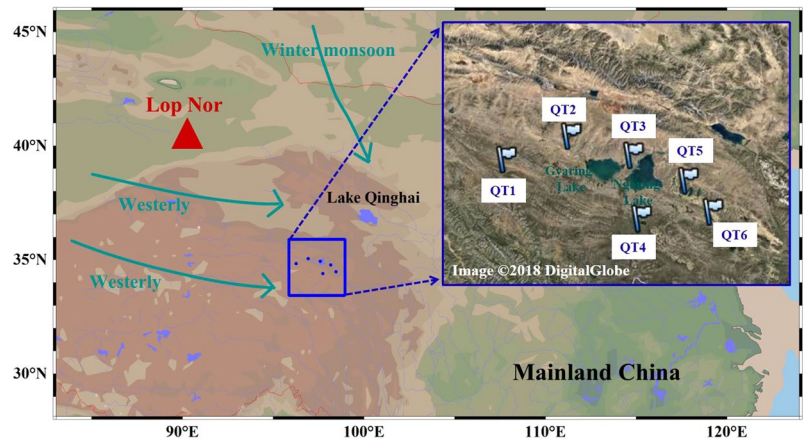 45°N
40°N
35°N
30°N
Winter monsoon
Lop Nor
Westerly
Westerly
Lake Qinghai
QT2
QT3
QT5
QT1
Gyaring
Lake
Lake
QT4
QT6
Image ©2018 DigitalGlobe
Mainland China
90°E
100°E
110°E
120°E